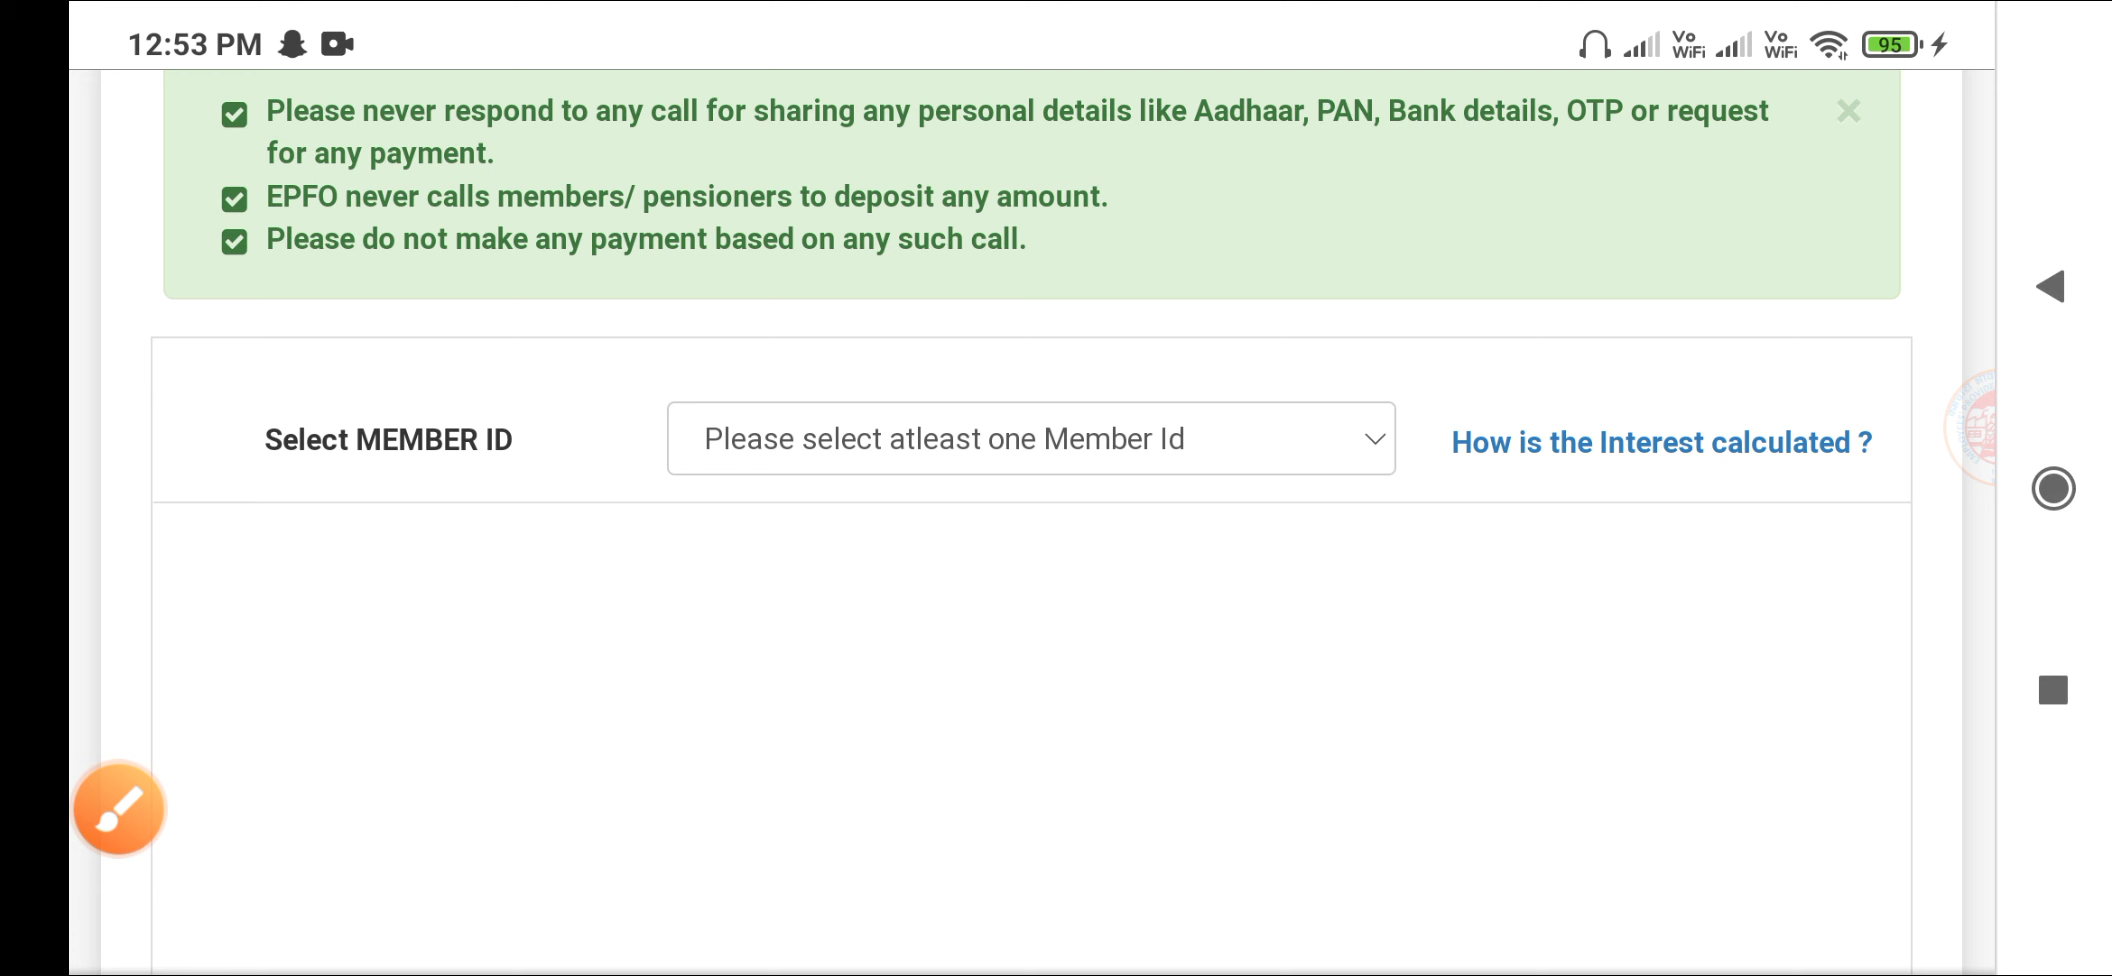 12:53 PM
Vo WiFi Vo WiFi 95
Please never respond to any call for sharing any personal details like Aadhaar, PAN, Bank details, OTP or request
for any payment.
EPFO never calls members/ pensioners to deposit any amount.
Please do not make any payment based on any such call.
Select MEMBER ID
Please select atleast one Member Id
How is the Interest calculated ?